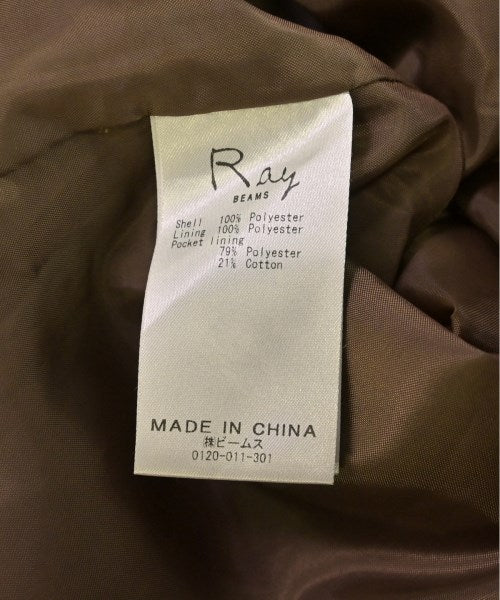 Ray
BEAMS
Shell 100% Polyester
Lining 100% Polyester
Pocket lining
79% Polyester
21% Cotton
MADE IN CHINA
㈱ビームス
0120-011-301